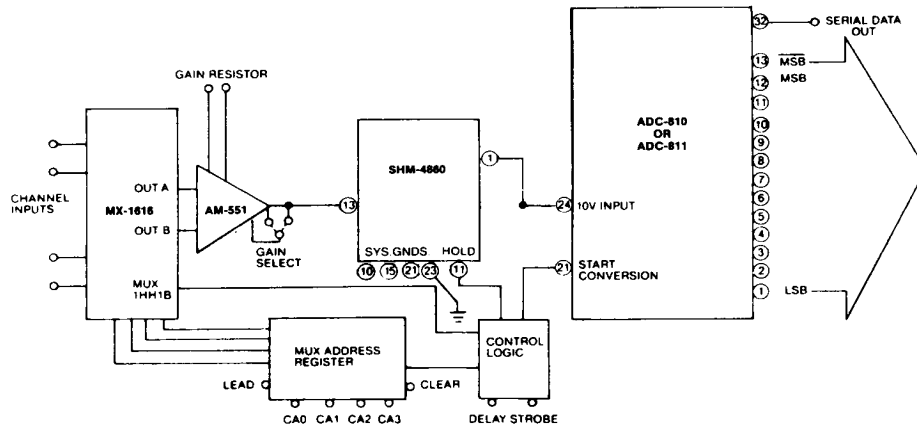 SERIAL DATA
OUT
32
GAIN RESISTOR
13
MSB
12
MSB
11
ADC-810
OR
ADC-811
10
9
SHM-4860
1
8
7
CHANNEL
INPUTS
OUT A
MX-1616
AM-551
13
24
10V INPUT
6
5
OUT B
GAIN
SELECT
SYS.GNDS
HOLD
4
10
15
21
23
11
21
START
CONVERSION
3
2
MUX
1HH1B
1
LSB
MUX ADDRESS
REGISTER
CONTROL
LOGIC
LEAD
CLEAR
CA0
CA1
CA2
CA3
DELAY STROBE